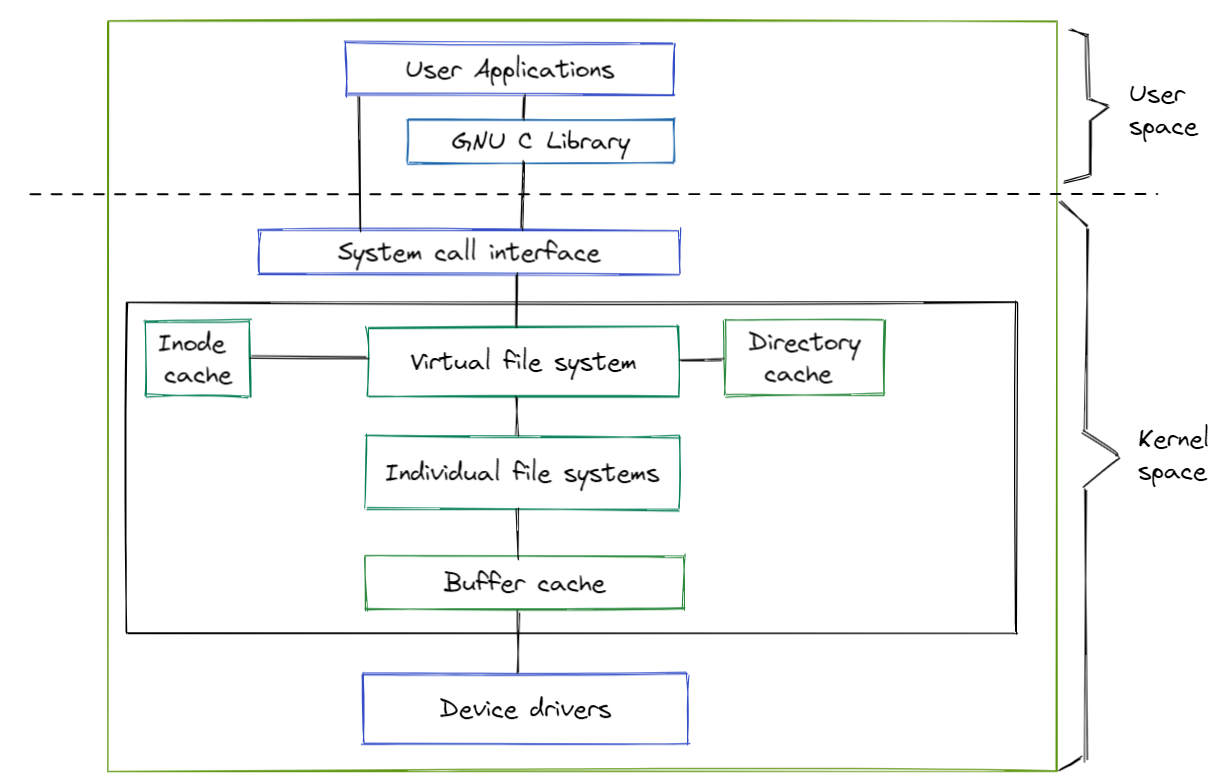 User Applications
User
space
GNU C Library
System call interface
Inode
cache
Virtual file system
Directory
cache
Kernel
space
Individual file systems
Buffer cache
Device drivers